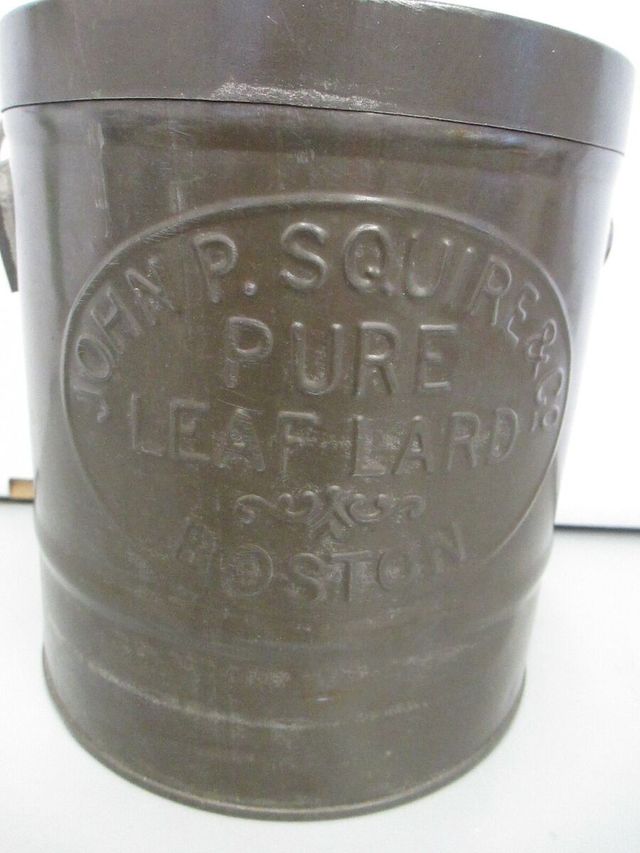 JOHN P. SQUIRE & CO.
PURE
LEAF LARD
BOSTON